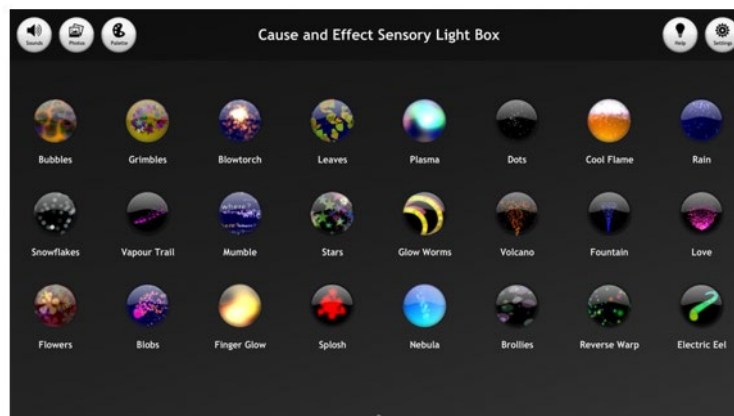 Cause and Effect Sensory Light Box
Sounds
Photos
Palette
Help
Settings
Bubbles
Grimbles
Blowtorch
Leaves
Plasma
Dots
Cool Flame
Rain
Snowflakes
Vapour Trail
Mumble
Stars
Glow Worms
Volcano
Fountain
Love
Flowers
Blobs
Finger Glow
Splosh
Nebula
Brollies
Reverse Warp
Electric Eel